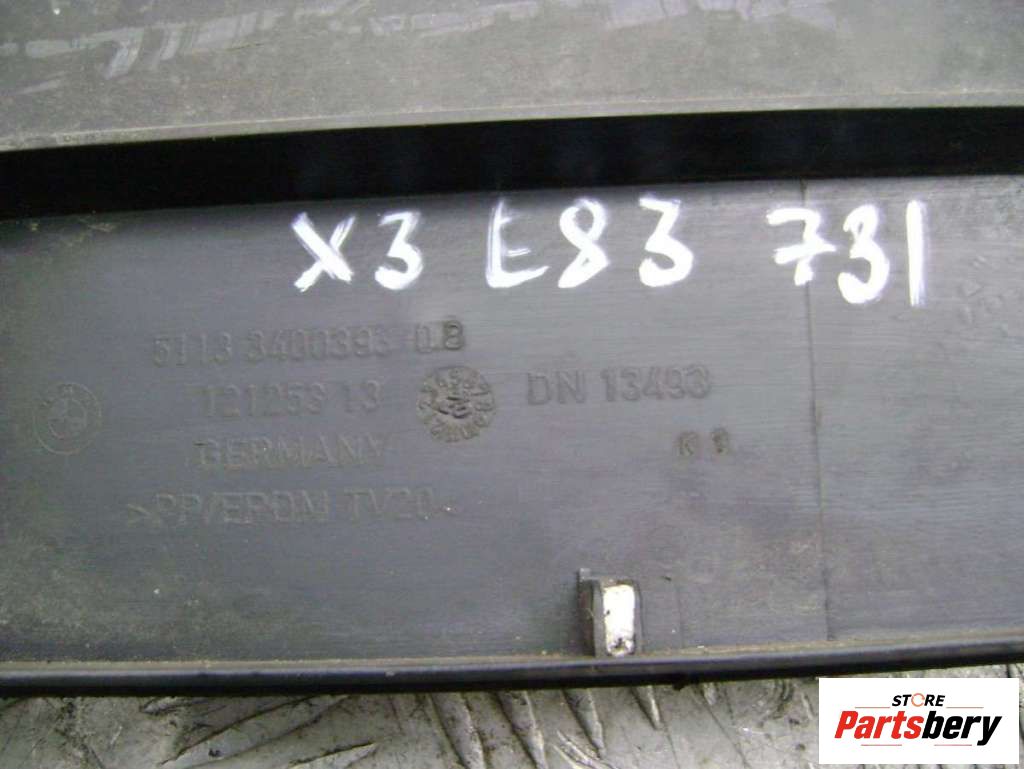 X3 E83 731
5113 3400393 08
121253 13
DN 13493
GERMANY
>PP/EPDM TV20<
STORE
Partsbery